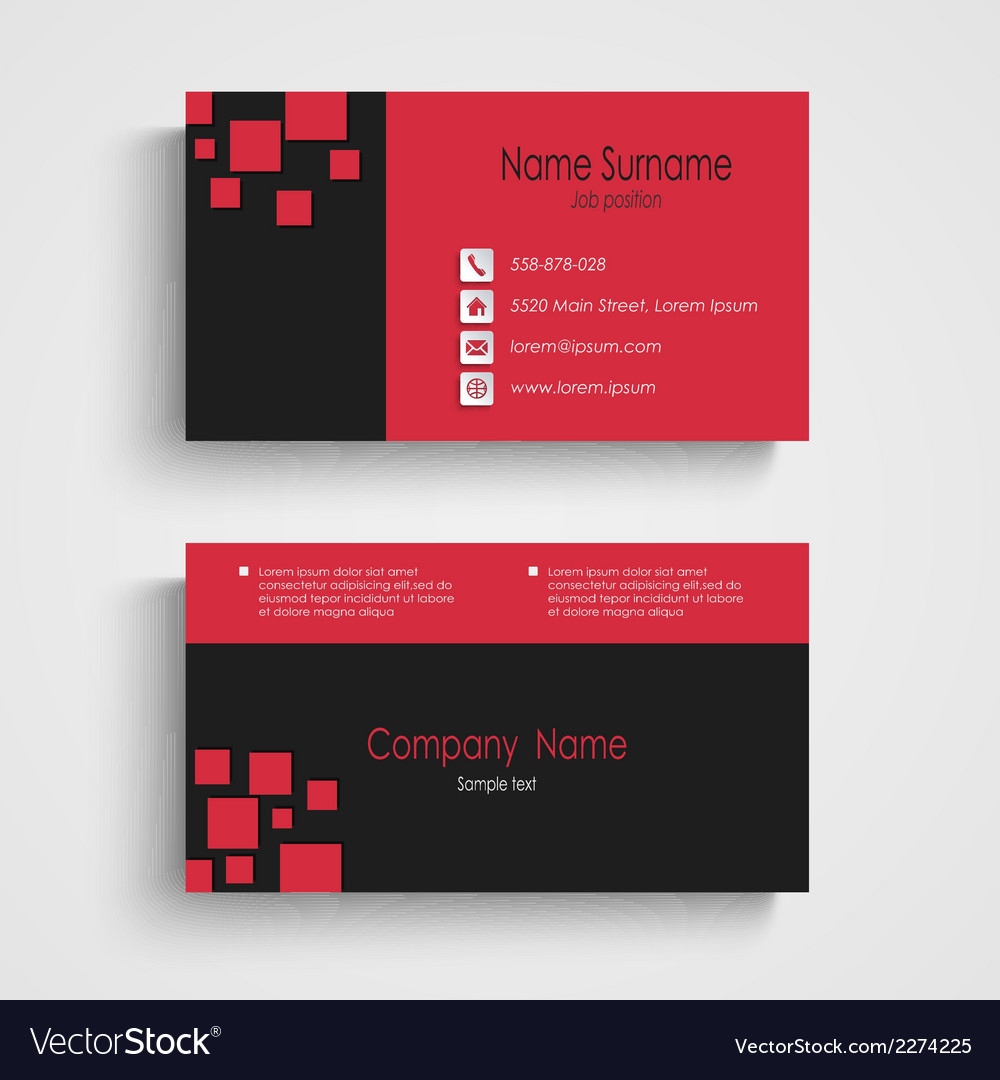 Name Surname
Job position
558-878-028
5520 Main Street, Lorem Ipsum
lorem@ipsum.com
www.lorem.ipsum
Lorem ipsum dolor siat amet
consectetur adipisicing elit,sed do
eiusmod tepor incididunt ut labore
et dolore magna aliqua
Lorem ipsum dolor siat amet
consectetur adipisicing elit,sed do
eiusmod tepor incididunt ut labore
et dolore magna aliqua
Company Name
Sample text
VectorStock®
VectorStock.com/2274225